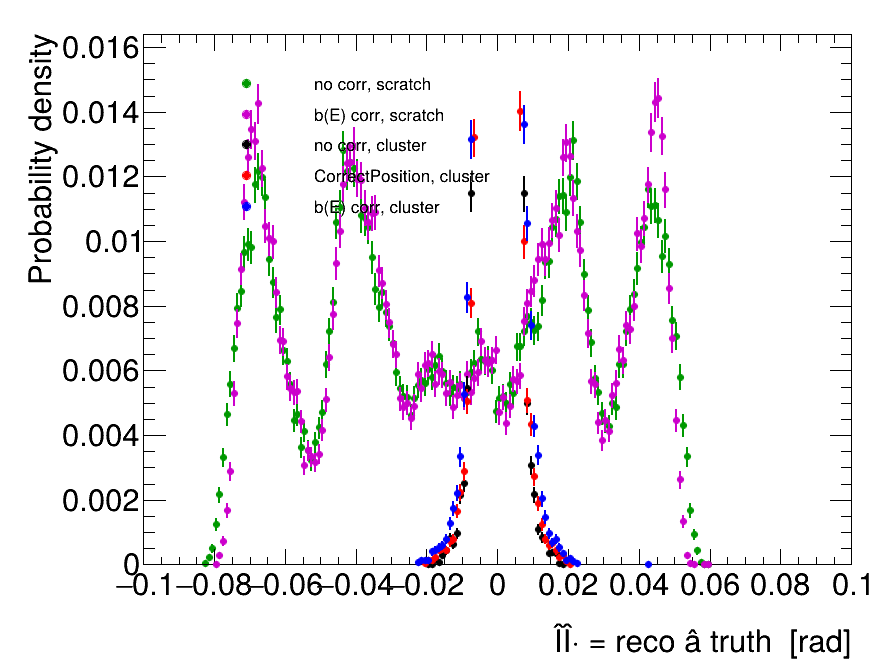 Probability density
0.016
0.014
0.012
0.01
0.008
0.006
0.004
0.002
0
no corr, scratch
b(E) corr, scratch
no corr, cluster
CorrectPosition, cluster
b(E) corr, cluster
−0.1 −0.08 −0.06 −0.04 −0.02 0 0.02 0.04 0.06 0.08 0.1
ÎÎ· = reco â truth [rad]